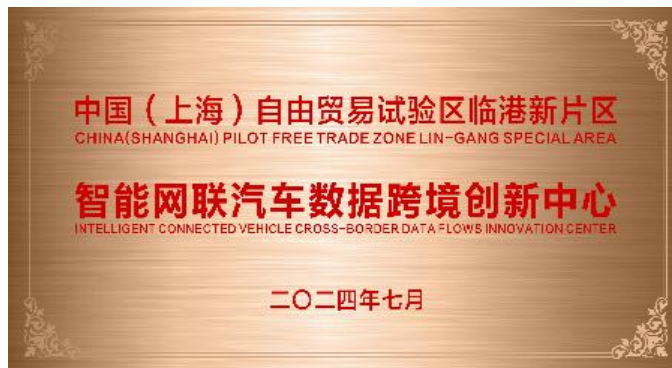 中国（上海）自由贸易试验区临港新片区
CHINA(SHANGHAI) PILOT FREE TRADE ZONE LIN-GANG SPECIAL AREA
智能网联汽车数据跨境创新中心
INTELLIGENT CONNECTED VEHICLE CROSS-BORDER DATA FLOWS INNOVATION CENTER
二〇二四年七月